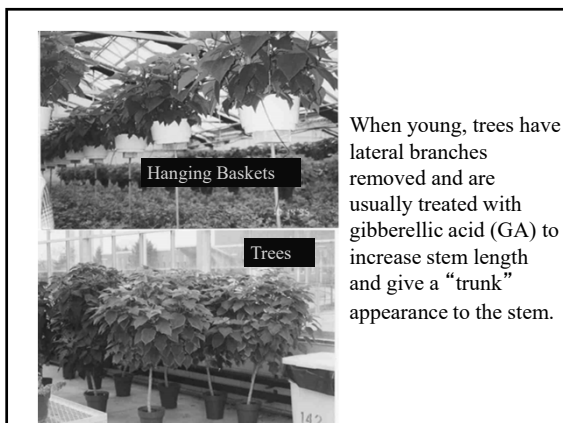 Hanging Baskets
Trees
142
When young, trees have
lateral branches
removed and are
usually treated with
gibberellic acid (GA) to
increase stem length
and give a “trunk”
appearance to the stem.